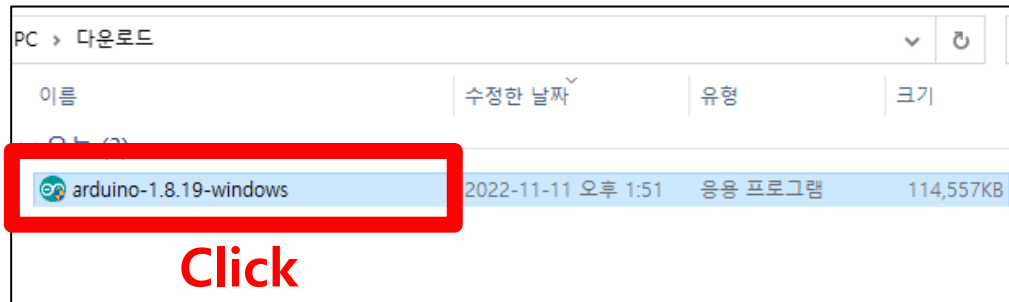 PC > 다운로드
이름 수정한 날짜 유형 크기
arduino-1.8.19-windows 2022-11-11 오후 1:51 응용 프로그램 114,557KB
Click